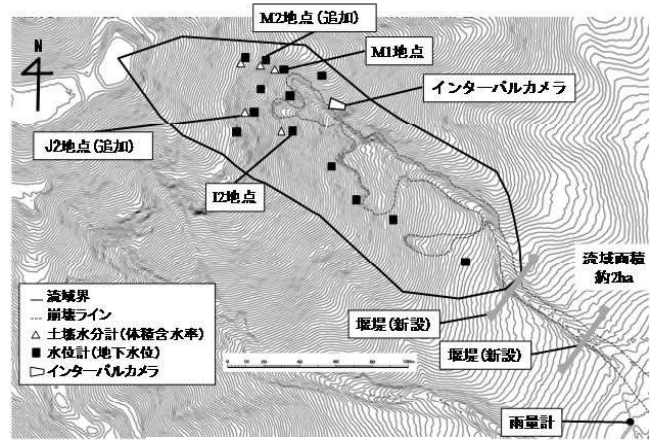 M2地点(追加)
N
M1地点
インターバルカメラ
J2地点(追加)
I2地点
流域面積
約2ha
流域界
崩壊ライン
土壌水分計(体積含水率)
水位計(地下水位)
インターバルカメラ
堰堤(新設)
堰堤(新設)
雨量計